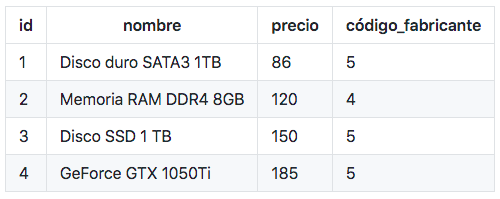 id nombre precio código_fabricante
1 Disco duro SATA3 1TB 86 5
2 Memoria RAM DDR4 8GB 120 4
3 Disco SSD 1 TB 150 5
4 GeForce GTX 1050Ti 185 5